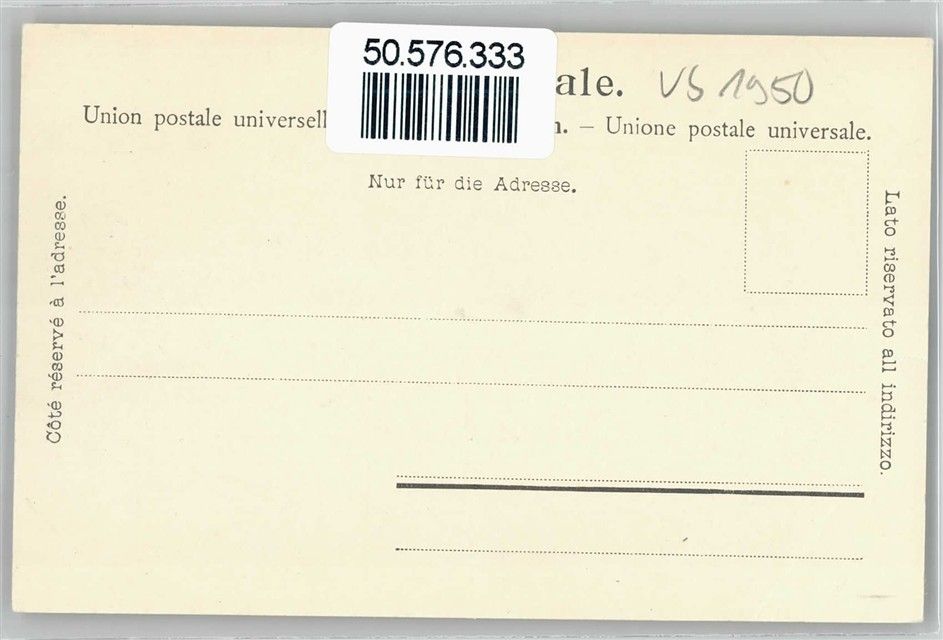 50.576.333
ale. VS 1950
Union postale universell n. – Unione postale universale.
Nur für die Adresse.
Côté réservé à l'adresse.
Lato riservato all indirizzo.